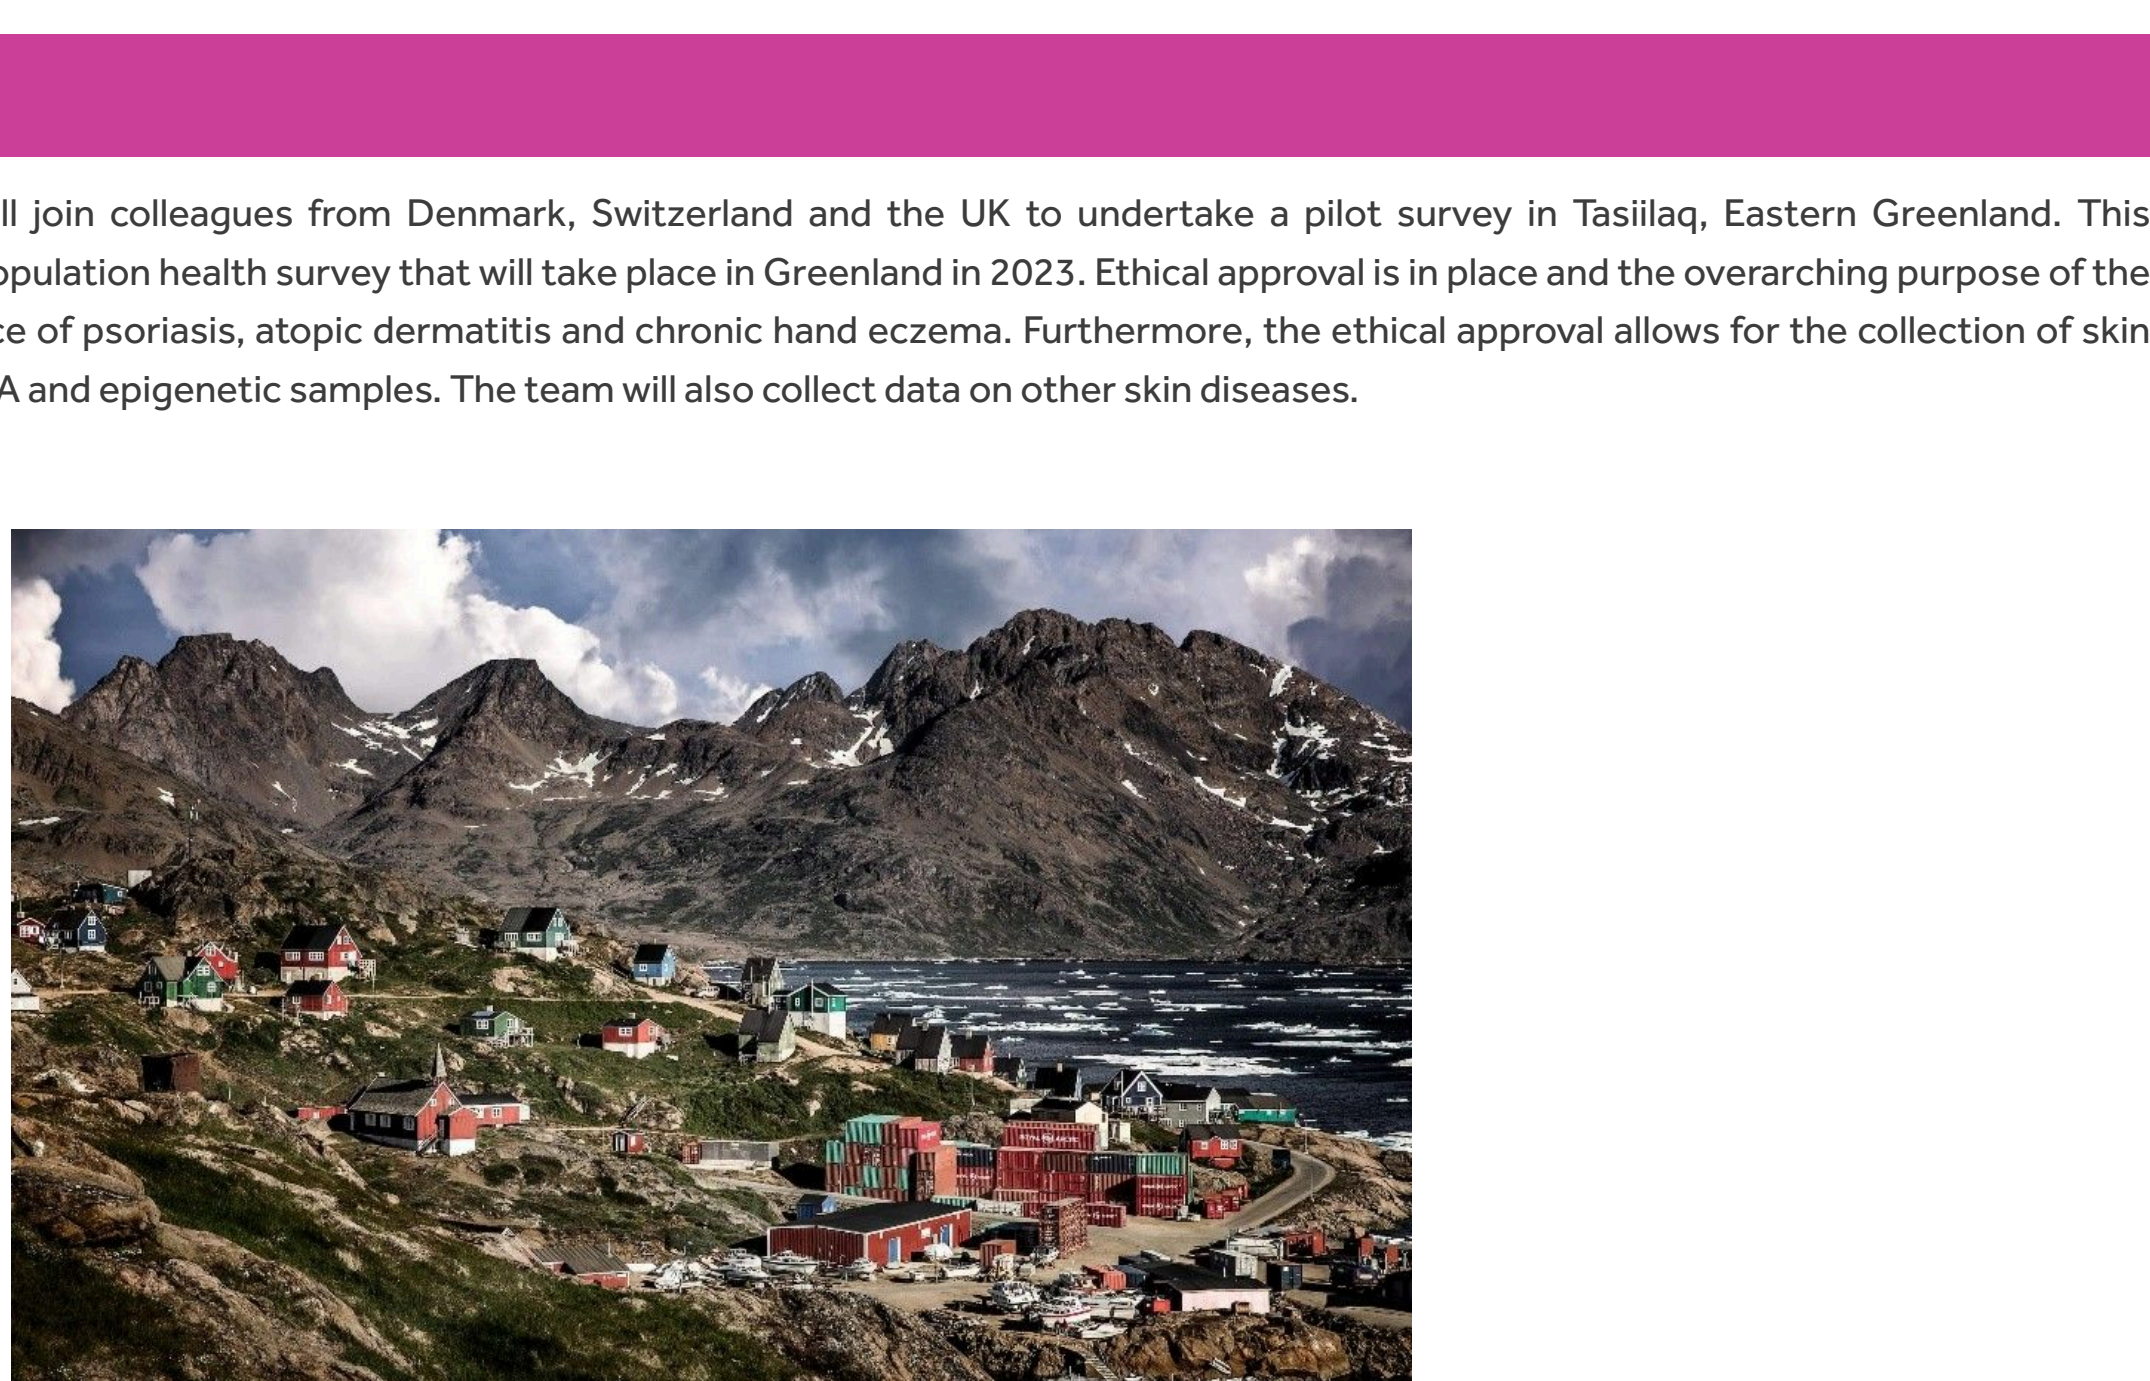 ll join colleagues from Denmark, Switzerland and the UK to undertake a pilot survey in Tasiilaq, Eastern Greenland. This
opulation health survey that will take place in Greenland in 2023. Ethical approval is in place and the overarching purpose of the
ce of psoriasis, atopic dermatitis and chronic hand eczema. Furthermore, the ethical approval allows for the collection of skin
A and epigenetic samples. The team will also collect data on other skin diseases.
ROYAL ARCTIC